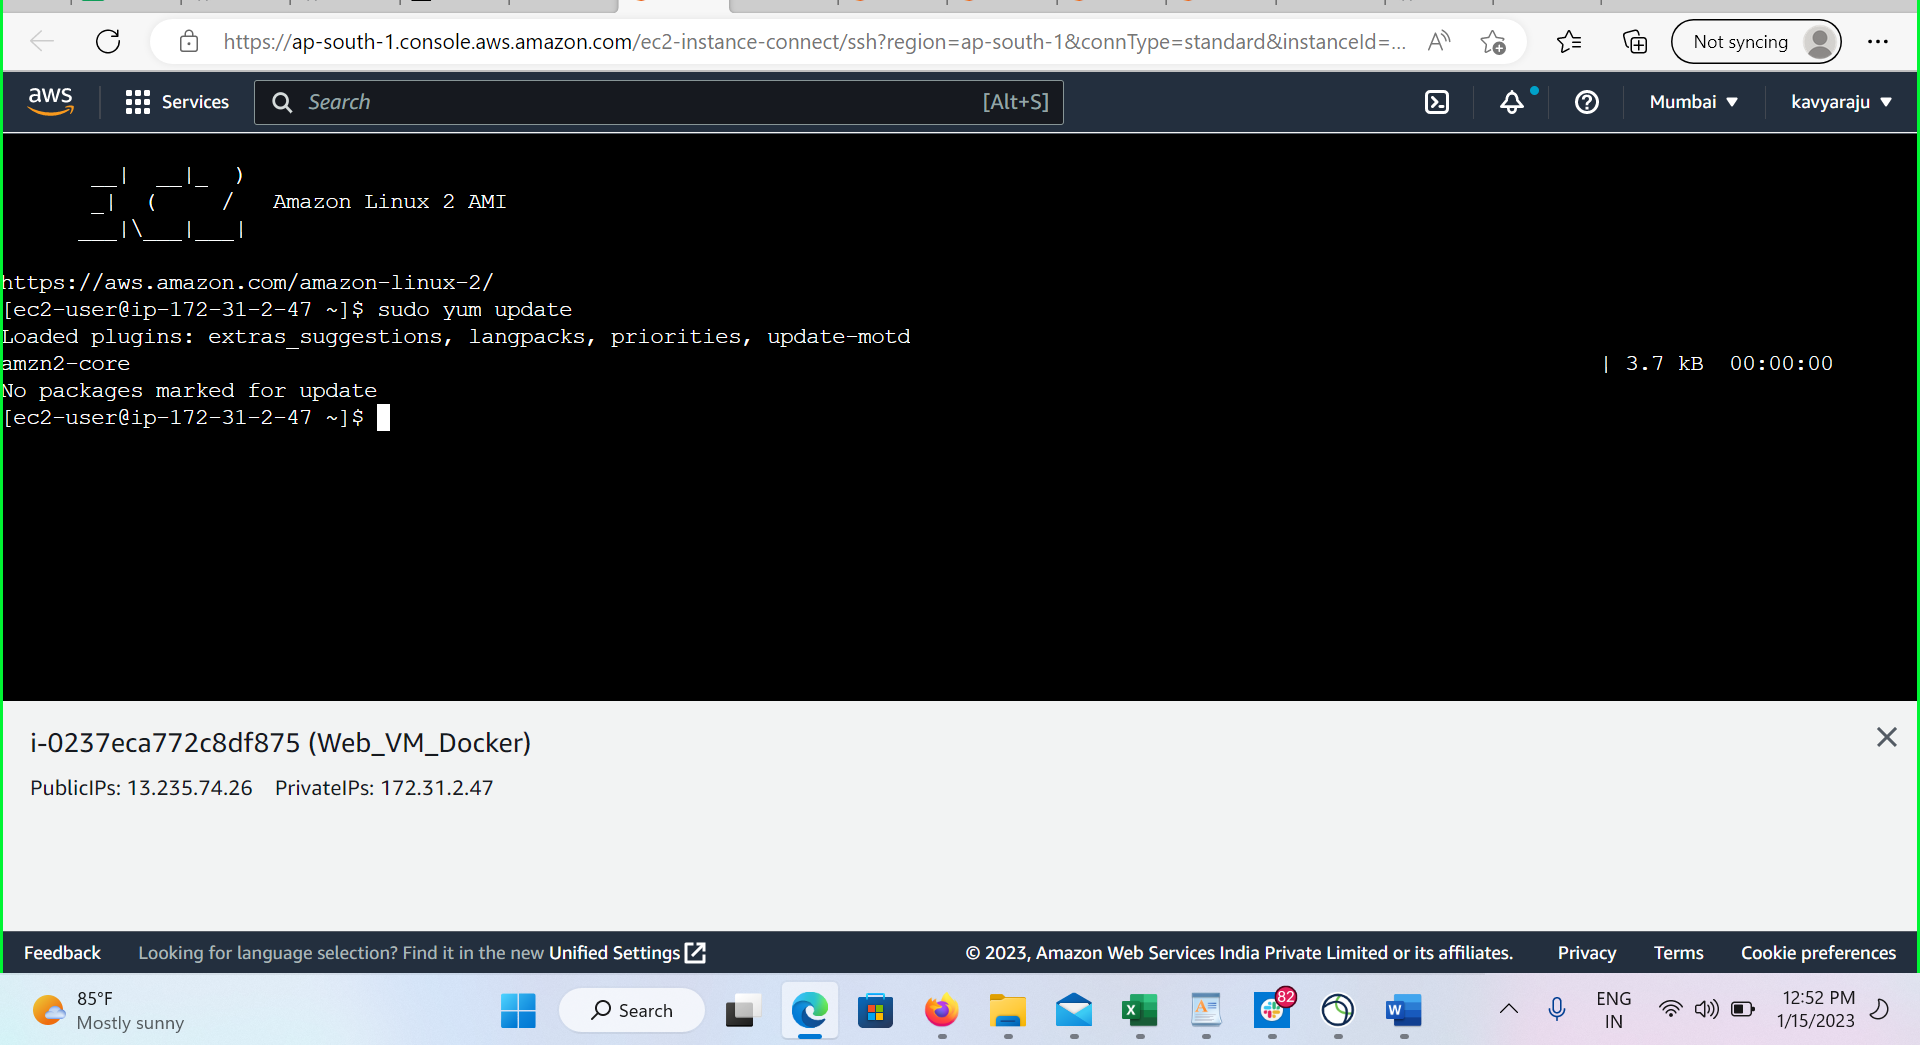 https://ap-south-1.console.aws.amazon.com/ec2-instance-connect/ssh?region=ap-south-1&connType=standard&instanceId=...
Not syncing
aws
Services
Search
[Alt+S]
Mumbai
kavyaraju
__|  __|_  )
_|  (     /   Amazon Linux 2 AMI
___|\___|___|
https://aws.amazon.com/amazon-linux-2/
[ec2-user@ip-172-31-2-47 ~]$ sudo yum update
Loaded plugins: extras_suggestions, langpacks, priorities, update-motd
amzn2-core | 3.7 kB 00:00:00
No packages marked for update
[ec2-user@ip-172-31-2-47 ~]$
i-0237eca772c8df875 (Web_VM_Docker)
PublicIPs: 13.235.74.26 PrivateIPs: 172.31.2.47
Feedback
Looking for language selection? Find it in the new Unified Settings
© 2023, Amazon Web Services India Private Limited or its affiliates.
Privacy
Terms
Cookie preferences
85°F
Mostly sunny
Search
82
ENG
IN
12:52 PM
1/15/2023